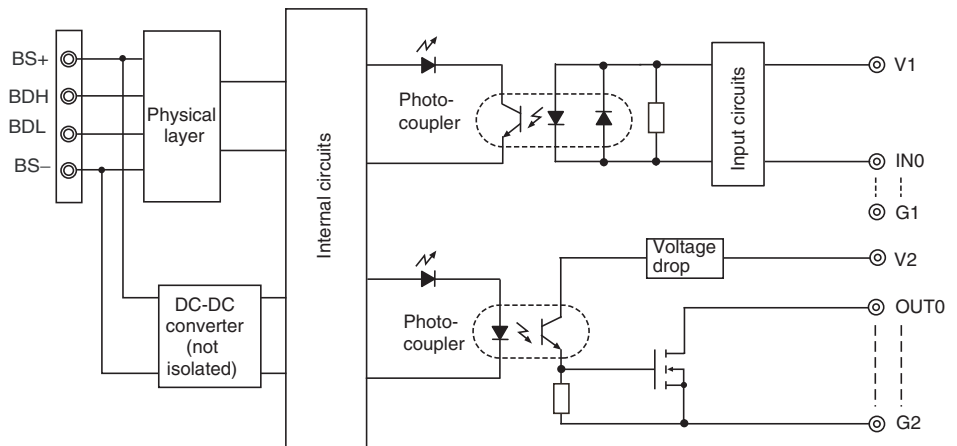 BS+
BDH
BDL
BS−
Physical
layer
DC-DC
converter
(not
isolated)
Internal circuits
Photo-
coupler
Input circuits
V1
IN0
G1
Photo-
coupler
Voltage
drop
V2
OUT0
G2